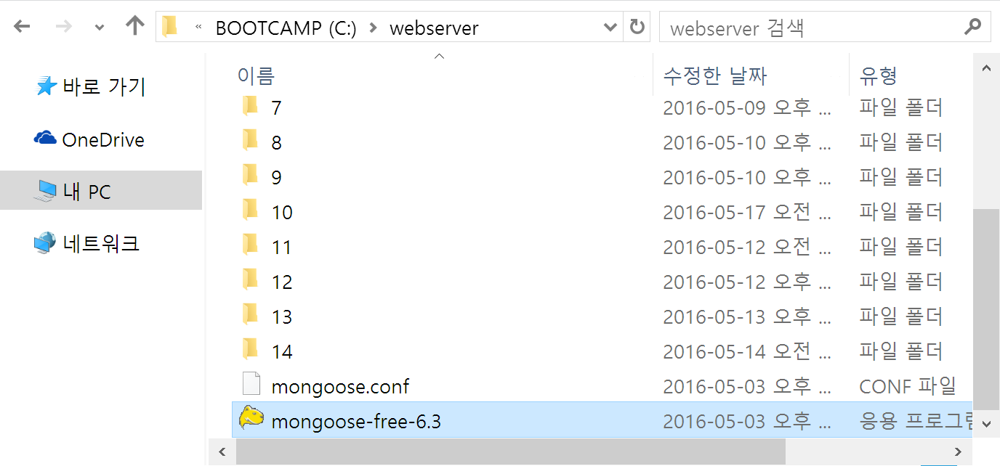 « BOOTCAMP (C:) > webserver
webserver 검색
바로 가기
OneDrive
내 PC
네트워크
이름 수정한 날짜 유형
7 2016-05-09 오후 ... 파일 폴더
8 2016-05-10 오후 ... 파일 폴더
9 2016-05-10 오후 ... 파일 폴더
10 2016-05-17 오전 ... 파일 폴더
11 2016-05-12 오전 ... 파일 폴더
12 2016-05-12 오후 ... 파일 폴더
13 2016-05-13 오후 ... 파일 폴더
14 2016-05-14 오전 ... 파일 폴더
mongoose.conf 2016-05-03 오후 ... CONF 파일
mongoose-free-6.3 2016-05-03 오후 ... 응용 프로그램